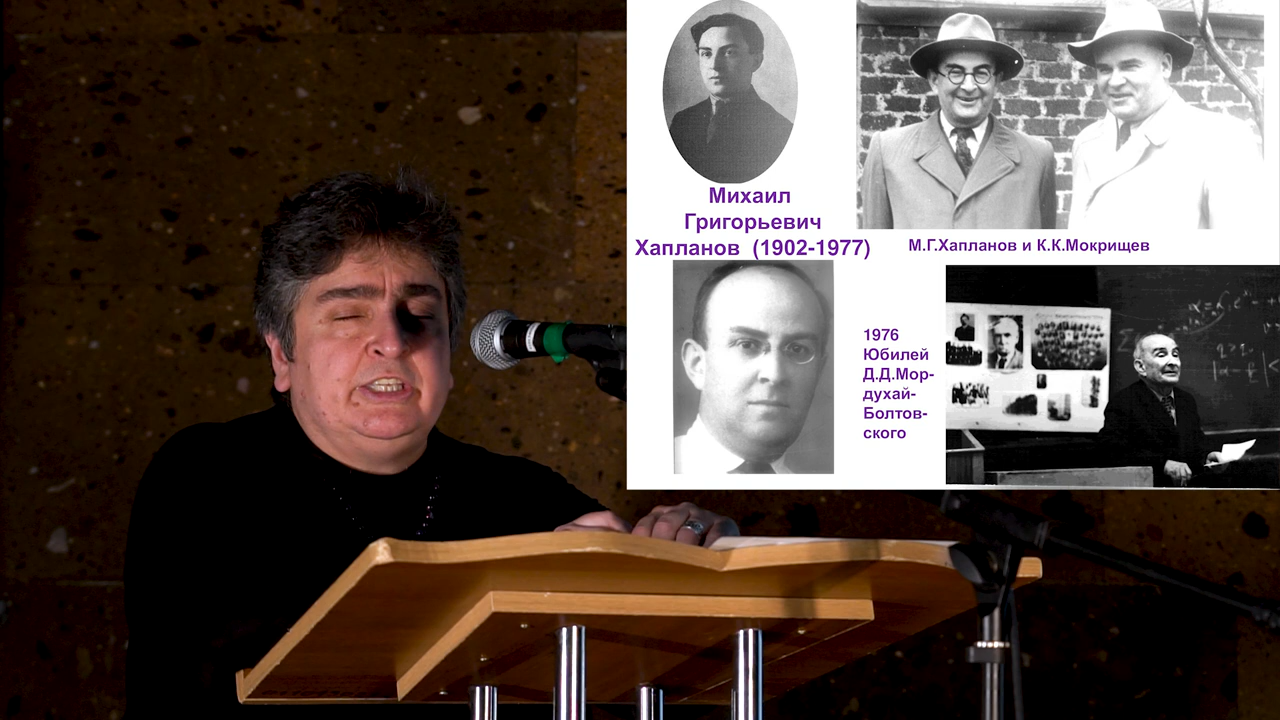 Михаил
Григорьевич
Хапланов (1902-1977)
М.Г.Хапланов и К.К.Мокрищев
1976
Юбилей
Д.Д.Мор-
духай-
Болтов-
ского